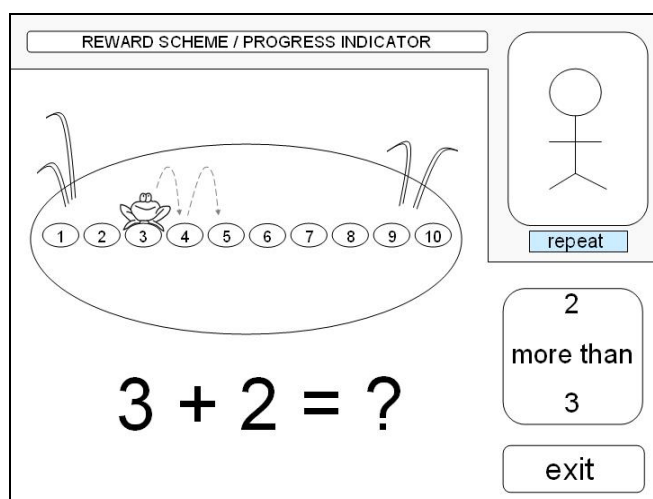 REWARD SCHEME / PROGRESS INDICATOR
repeat
1 2 3 4 5 6 7 8 9 10
2
more than
3
3 + 2 = ?
exit